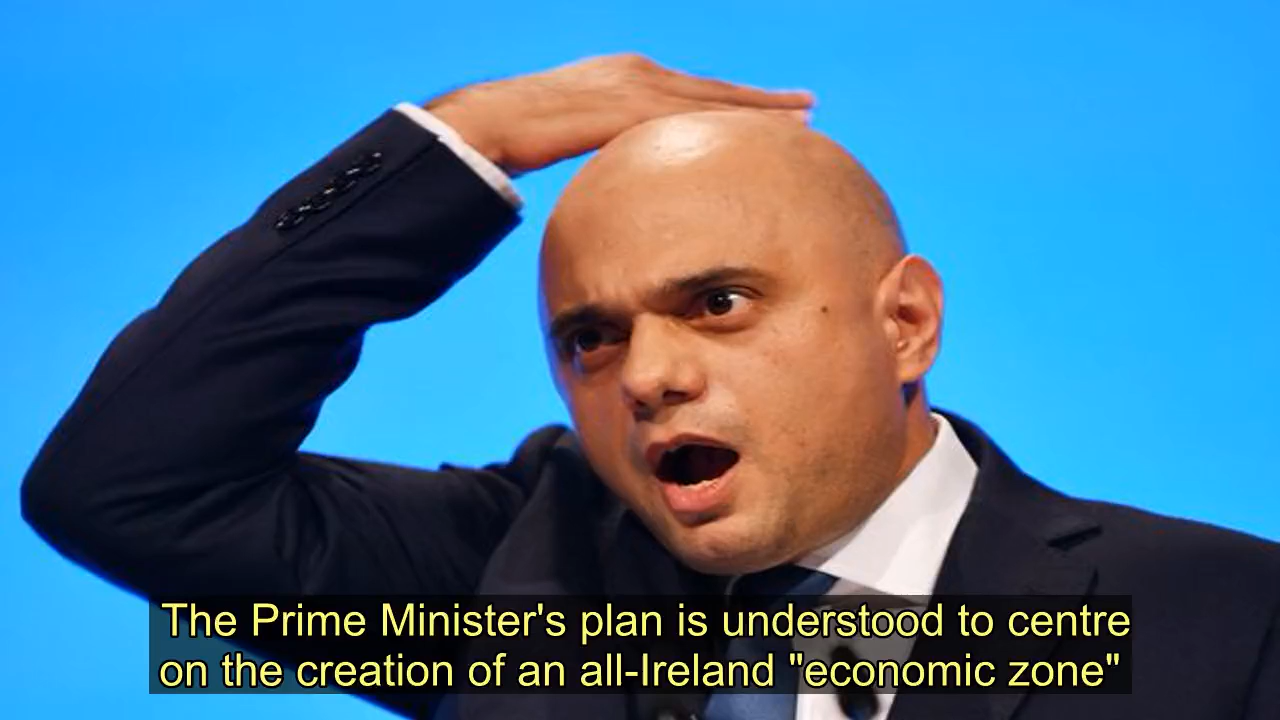 The Prime Minister's plan is understood to centre
on the creation of an all-Ireland "economic zone"